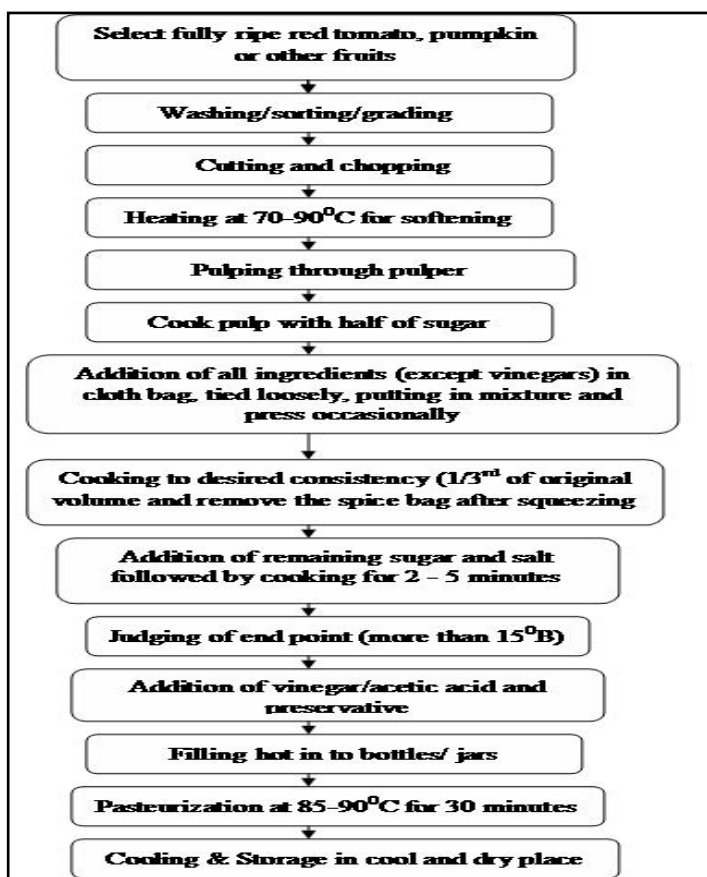 Select fully ripe red tomato, pumpkin
or other fruits
Washing/sorting/grading
Cutting and chopping
Heating at 70-90⁰C for softening
Pulping through pulper
Cook pulp with half of sugar
Addition of all ingredients (except vinegars) in
cloth bag, tied loosely, putting in mixture and
press occasionally
Cooking to desired consistency (1/3ʳᵈ of original
volume and remove the spice bag after squeezing
Addition of remaining sugar and salt
followed by cooking for 2 - 5 minutes
Judging of end point (more than 15⁰B)
Addition of vinegar/acetic acid and
preservative
Filling hot in to bottles/ jars
Pasteurization at 85-90⁰C for 30 minutes
Cooling & Storage in cool and dry place